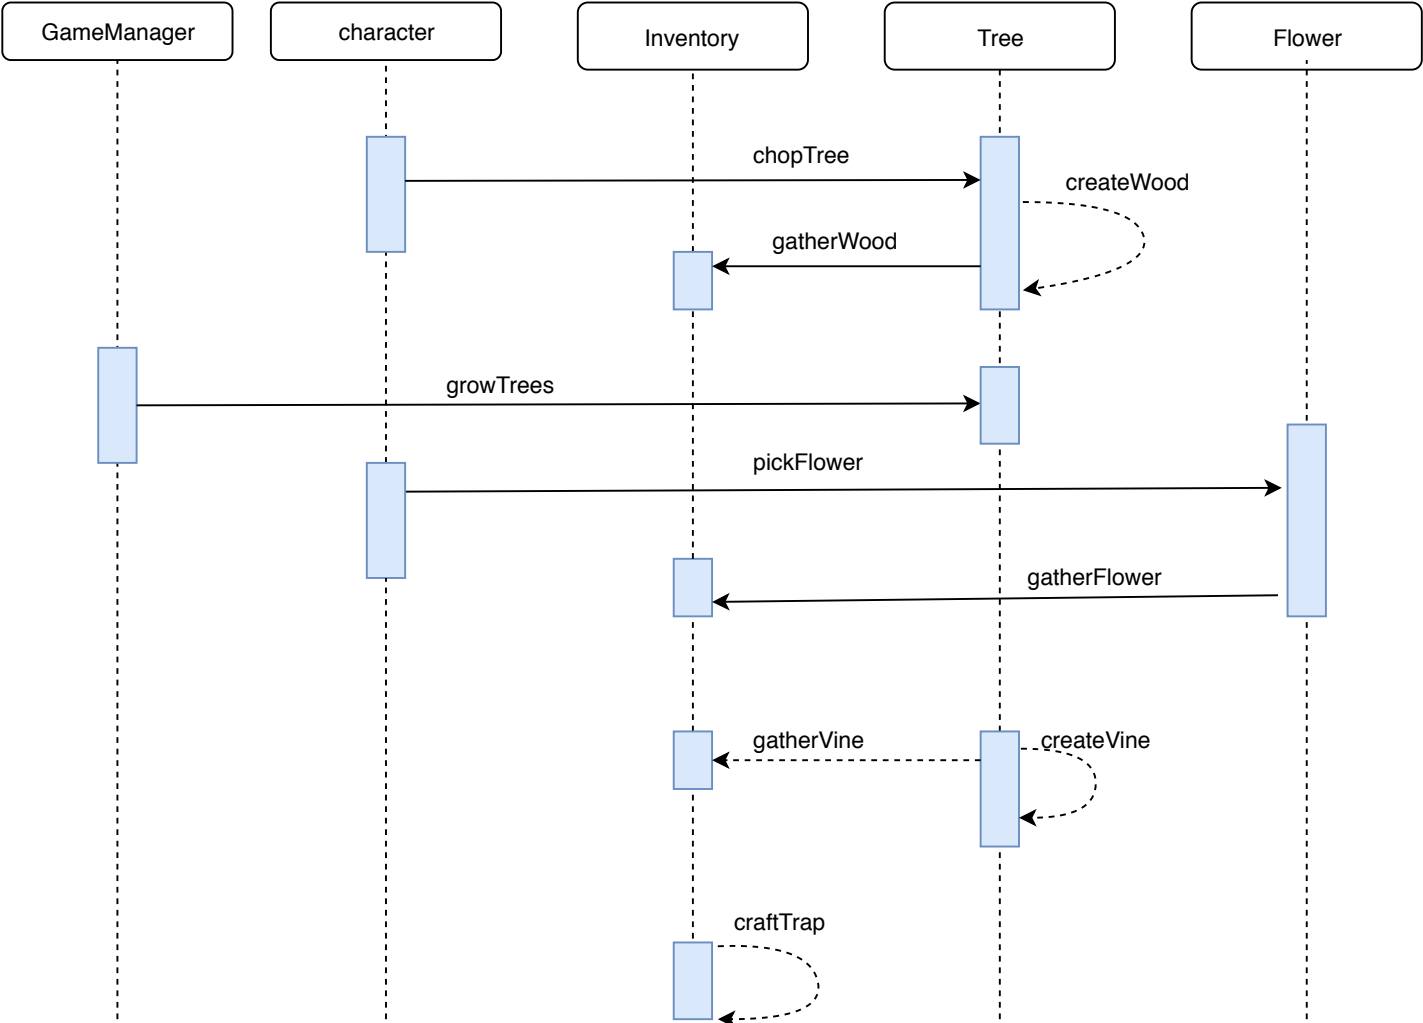 GameManager
character
Inventory
Tree
Flower
chopTree
createWood
gatherWood
growTrees
pickFlower
gatherFlower
gatherVine
createVine
craftTrap